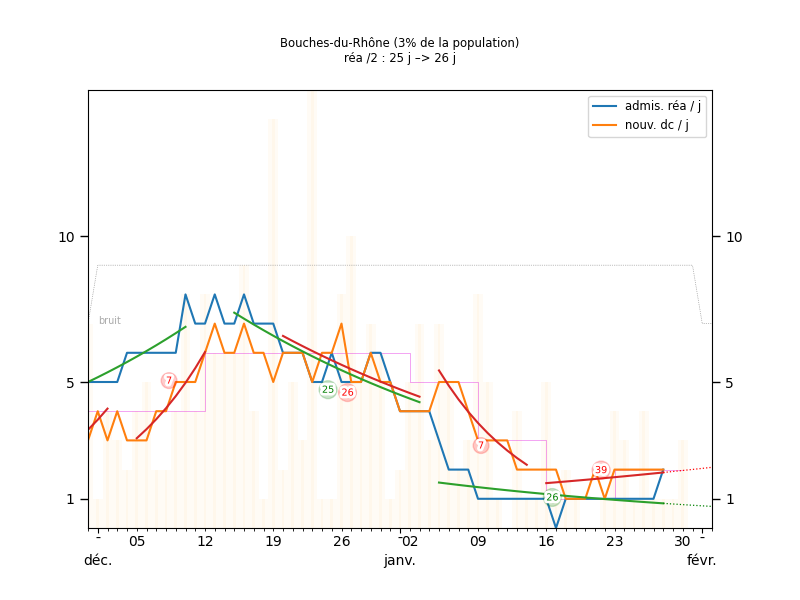 Bouches-du-Rhône (3% de la population)
réa /2 : 25 j –> 26 j
admis. réa / j
nouv. dc / j
10
10
bruit
7
25
26
5
5
7
39
26
1
1
05
12
19
26
02
09
16
23
30
déc.
janv.
févr.